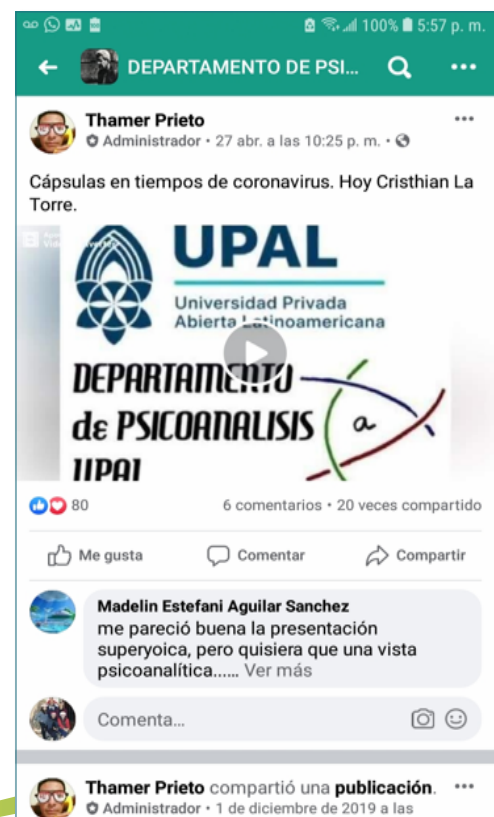 100% 5:57 p. m.
DEPARTAMENTO DE PSI...
Thamer Prieto
Administrador • 27 abr. a las 10:25 p. m. •
Cápsulas en tiempos de coronavirus. Hoy Cristhian La
Torre.
UPAL
Universidad Privada
Abierta Latinoamericana
DEPARTAMENTO
de PSICOANALISIS
UPAL
a
80
6 comentarios • 20 veces compartido
Me gusta
Comentar
Compartir
Madelin Estefani Aguilar Sanchez
me pareció buena la presentación
superyoica, pero quisiera que una vista
psicoanalítica...... Ver más
Comenta...
Thamer Prieto compartió una publicación.
Administrador • 1 de diciembre de 2019 a las